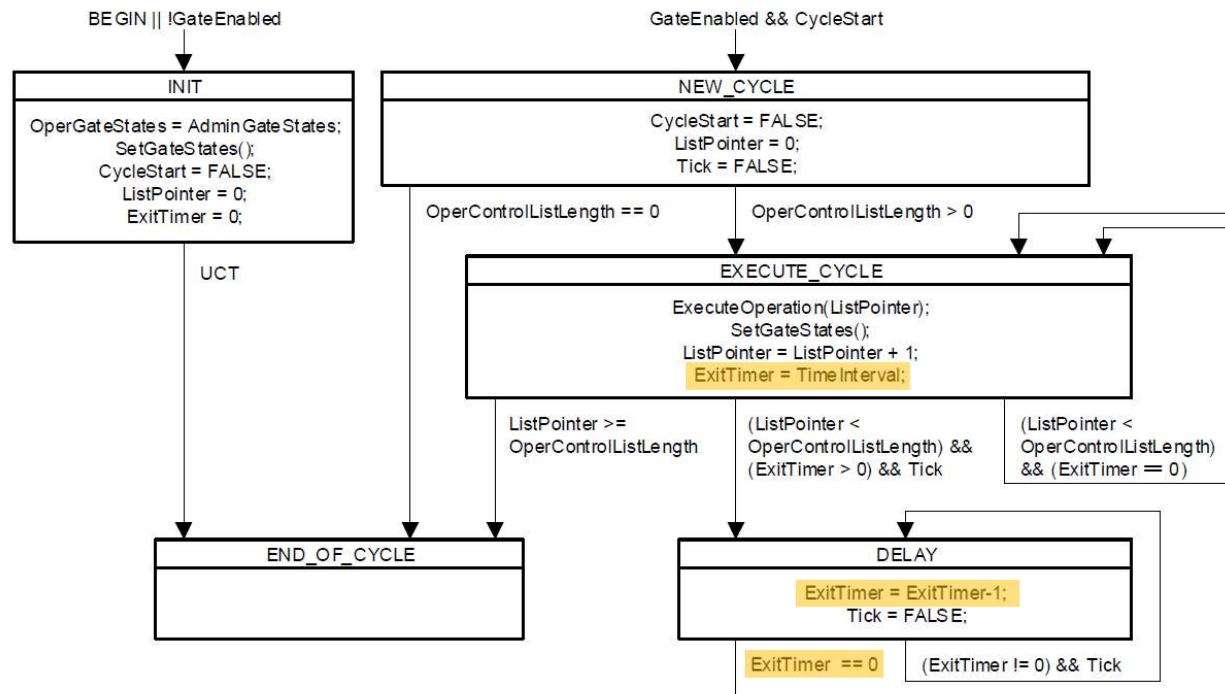 BEGIN || !GateEnabled
GateEnabled && CycleStart
INIT
OperGateStates = AdminGateStates;
SetGateStates();
CycleStart = FALSE;
ListPointer = 0;
ExitTimer = 0;
NEW_CYCLE
CycleStart = FALSE;
ListPointer = 0;
Tick = FALSE;
OperControlListLength == 0
OperControlListLength > 0
UCT
EXECUTE_CYCLE
ExecuteOperation(ListPointer);
SetGateStates();
ListPointer = ListPointer + 1;
ExitTimer = TimeInterval;
ListPointer >=
OperControlListLength
(ListPointer <
OperControlListLength) &&
(ExitTimer > 0) && Tick
(ListPointer <
OperControlListLength)
&& (ExitTimer == 0)
END_OF_CYCLE
DELAY
ExitTimer = ExitTimer-1;
Tick = FALSE;
ExitTimer == 0
(ExitTimer != 0) && Tick